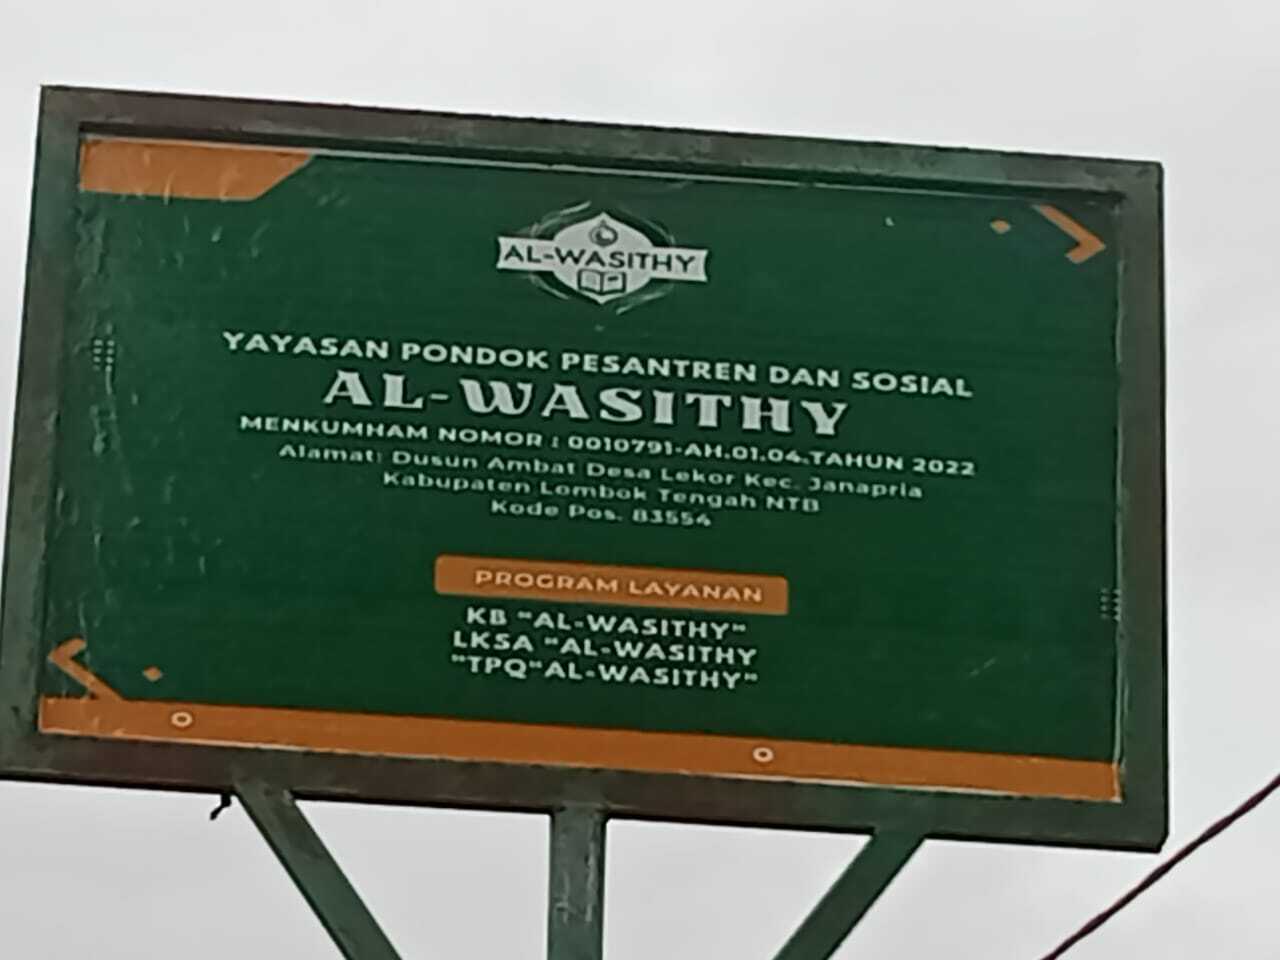 AL-WASITHY
YAYASAN PONDOK PESANTREN DAN SOSIAL
AL-WASITHY
MENKUMHAM NOMOR : 0010791-AH.01.04.TAHUN 2022
Alamat: Dusun Ambat Desa Lekor Kec. Janapria
Kabupaten Lombok Tengah NTB
Kode Pos. 83554
PROGRAM LAYANAN
KB "AL-WASITHY"
LKSA "AL-WASITHY
"TPQ"AL-WASITHY"